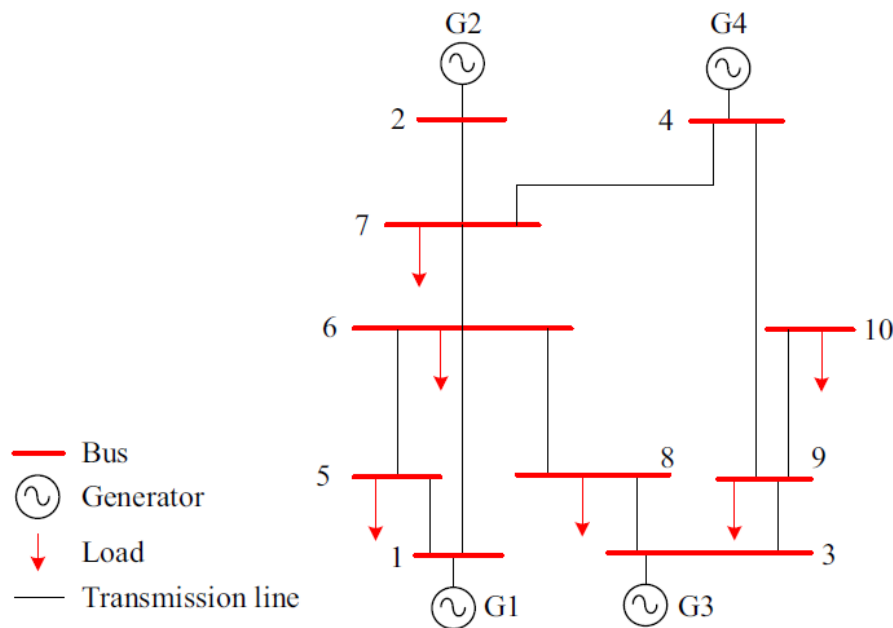 G2
G4
2
4
7
6
10
5
8
9
1
3
G1
G3
Bus
Generator
Load
Transmission line